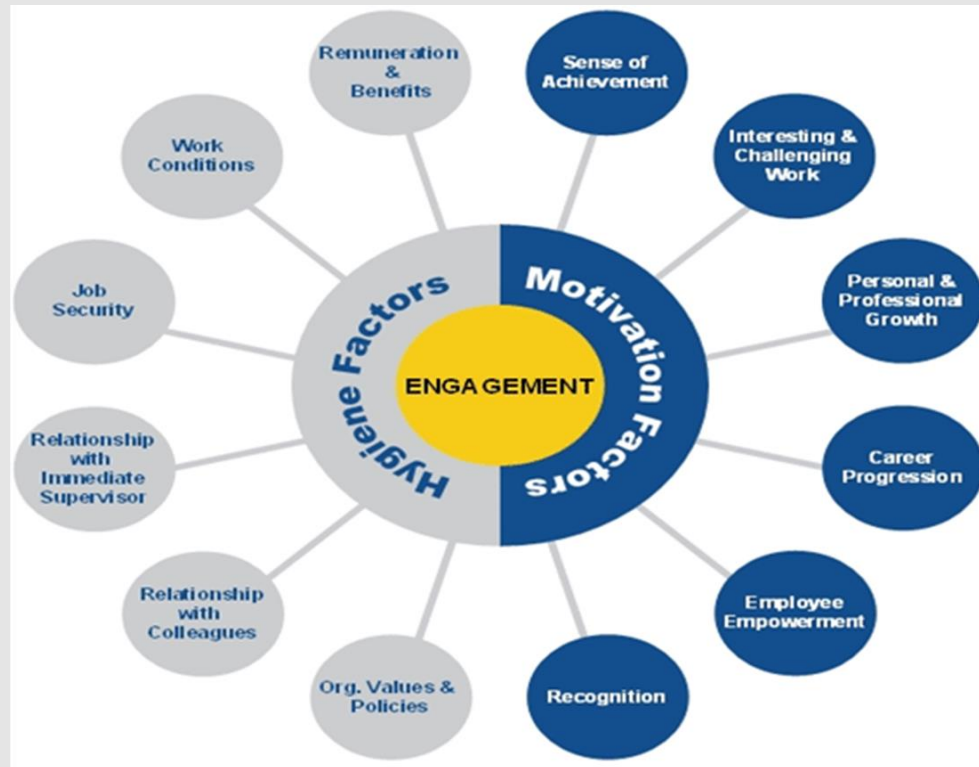 Remuneration
&
Benefits
Sense of
Achievement
Work
Conditions
Interesting &
Challenging
Work
Job
Security
Personal &
Professional
Growth
Hygiene Factors
Motivation Factors
ENGAGEMENT
Relationship
with
Immediate
Supervisor
Career
Progression
Relationship
with
Colleagues
Employee
Empowerment
Org. Values &
Policies
Recognition